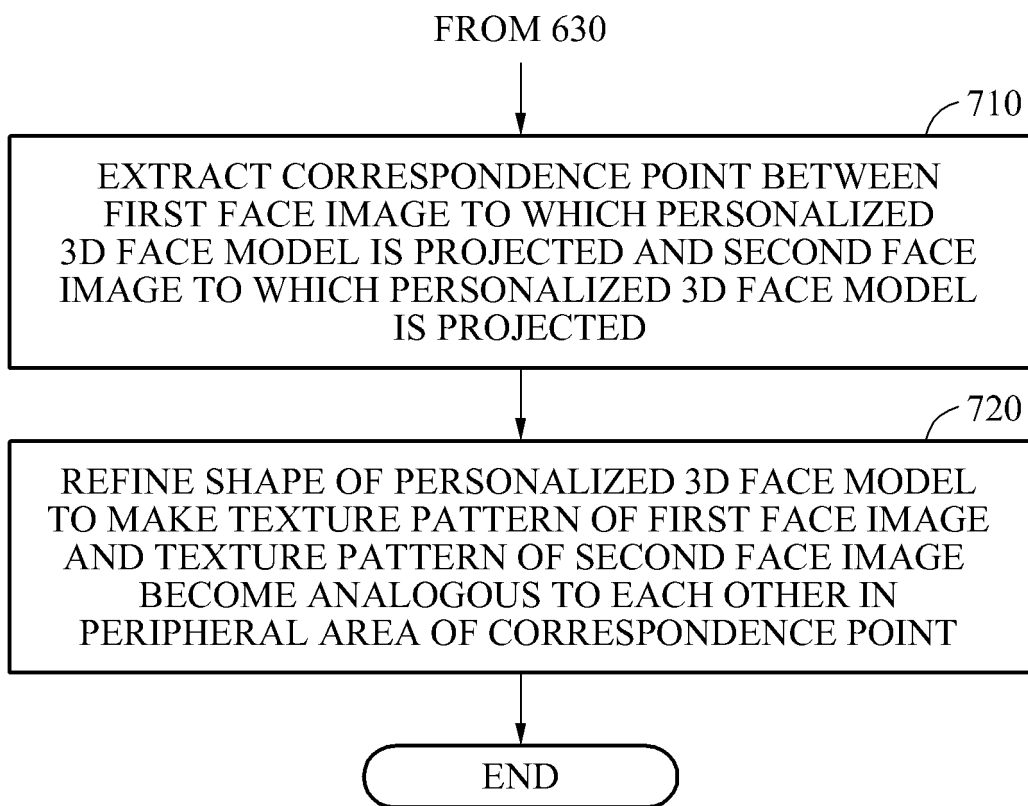 FROM 630
710
EXTRACT CORRESPONDENCE POINT BETWEEN
FIRST FACE IMAGE TO WHICH PERSONALIZED
3D FACE MODEL IS PROJECTED AND SECOND FACE
IMAGE TO WHICH PERSONALIZED 3D FACE MODEL
IS PROJECTED
720
REFINE SHAPE OF PERSONALIZED 3D FACE MODEL
TO MAKE TEXTURE PATTERN OF FIRST FACE IMAGE
AND TEXTURE PATTERN OF SECOND FACE IMAGE
BECOME ANALOGOUS TO EACH OTHER IN
PERIPHERAL AREA OF CORRESPONDENCE POINT
END